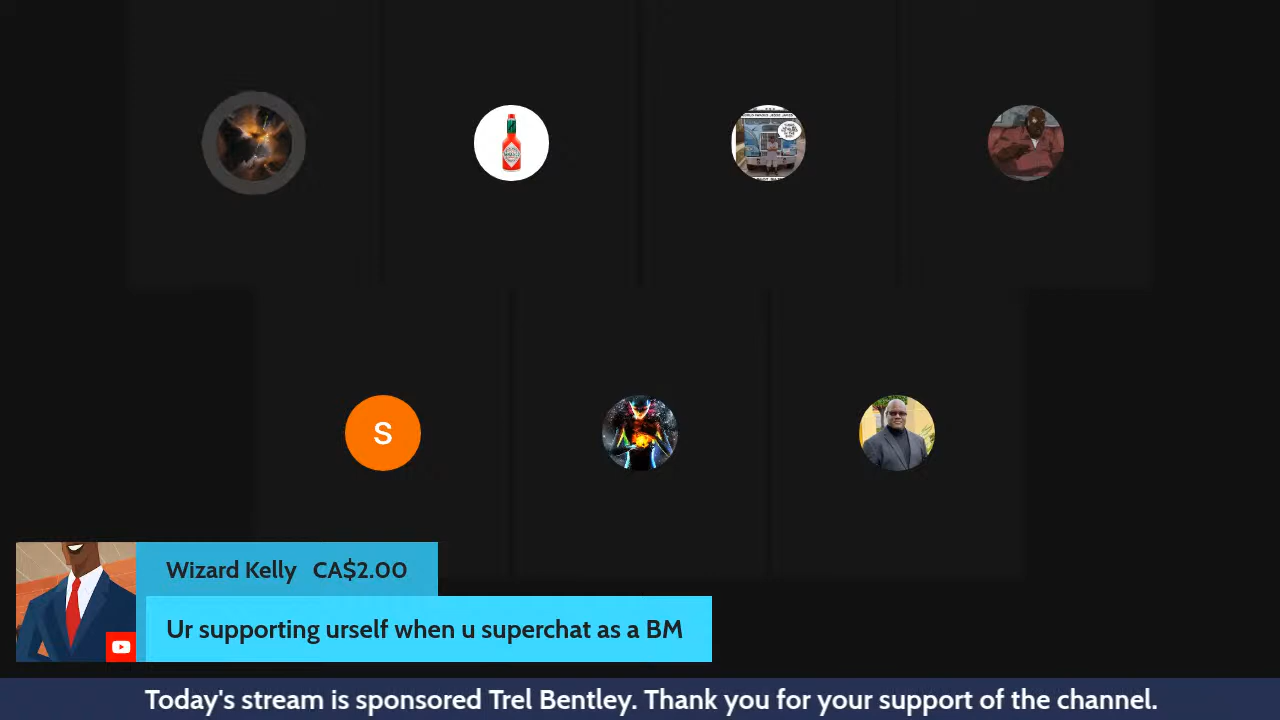 S
Wizard Kelly CA$2.00
Ur supporting urself when u superchat as a BM
Today's stream is sponsored Trel Bentley. Thank you for your support of the channel.